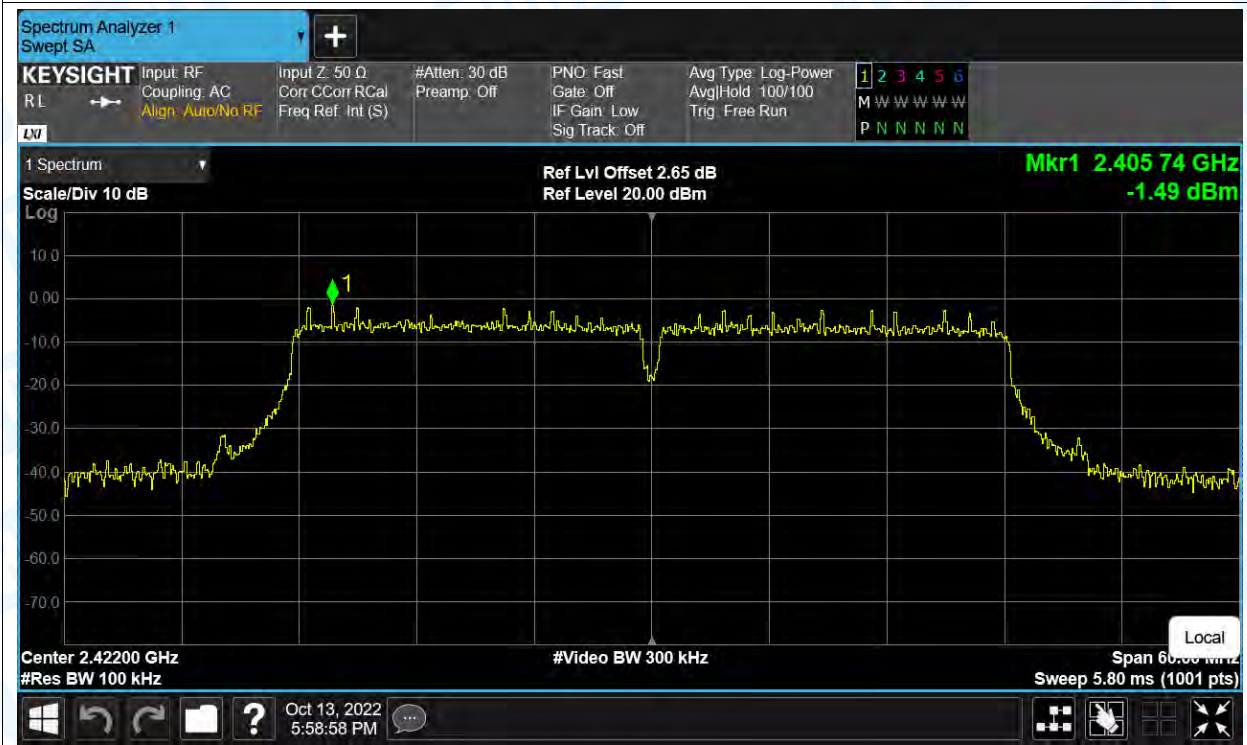 Spectrum Analyzer 1
Swept SA
+
KEYSIGHT
R L
LXI
Input: RF
Coupling: AC
Align: Auto/No RF
Input Z: 50 Ω
Corr CCorr RCal
Freq Ref: Int (S)
#Atten: 30 dB
Preamp: Off
PNO: Fast
Gate: Off
IF Gain: Low
Sig Track: Off
Avg Type: Log-Power
Avg|Hold: 100/100
Trig: Free Run
1 2 3 4 5 6
M W W W W W
P N N N N N
1 Spectrum
Scale/Div 10 dB
Log
Ref Lvl Offset 2.65 dB
Ref Level 20.00 dBm
Mkr1 2.405 74 GHz
-1.49 dBm
1
10.0
0.00
-10.0
-20.0
-30.0
-40.0
-50.0
-60.0
-70.0
Local
Center 2.42200 GHz
#Video BW 300 kHz
Span 60.00 MHz
#Res BW 100 kHz
Sweep 5.80 ms (1001 pts)
?
Oct 13, 2022
5:58:58 PM